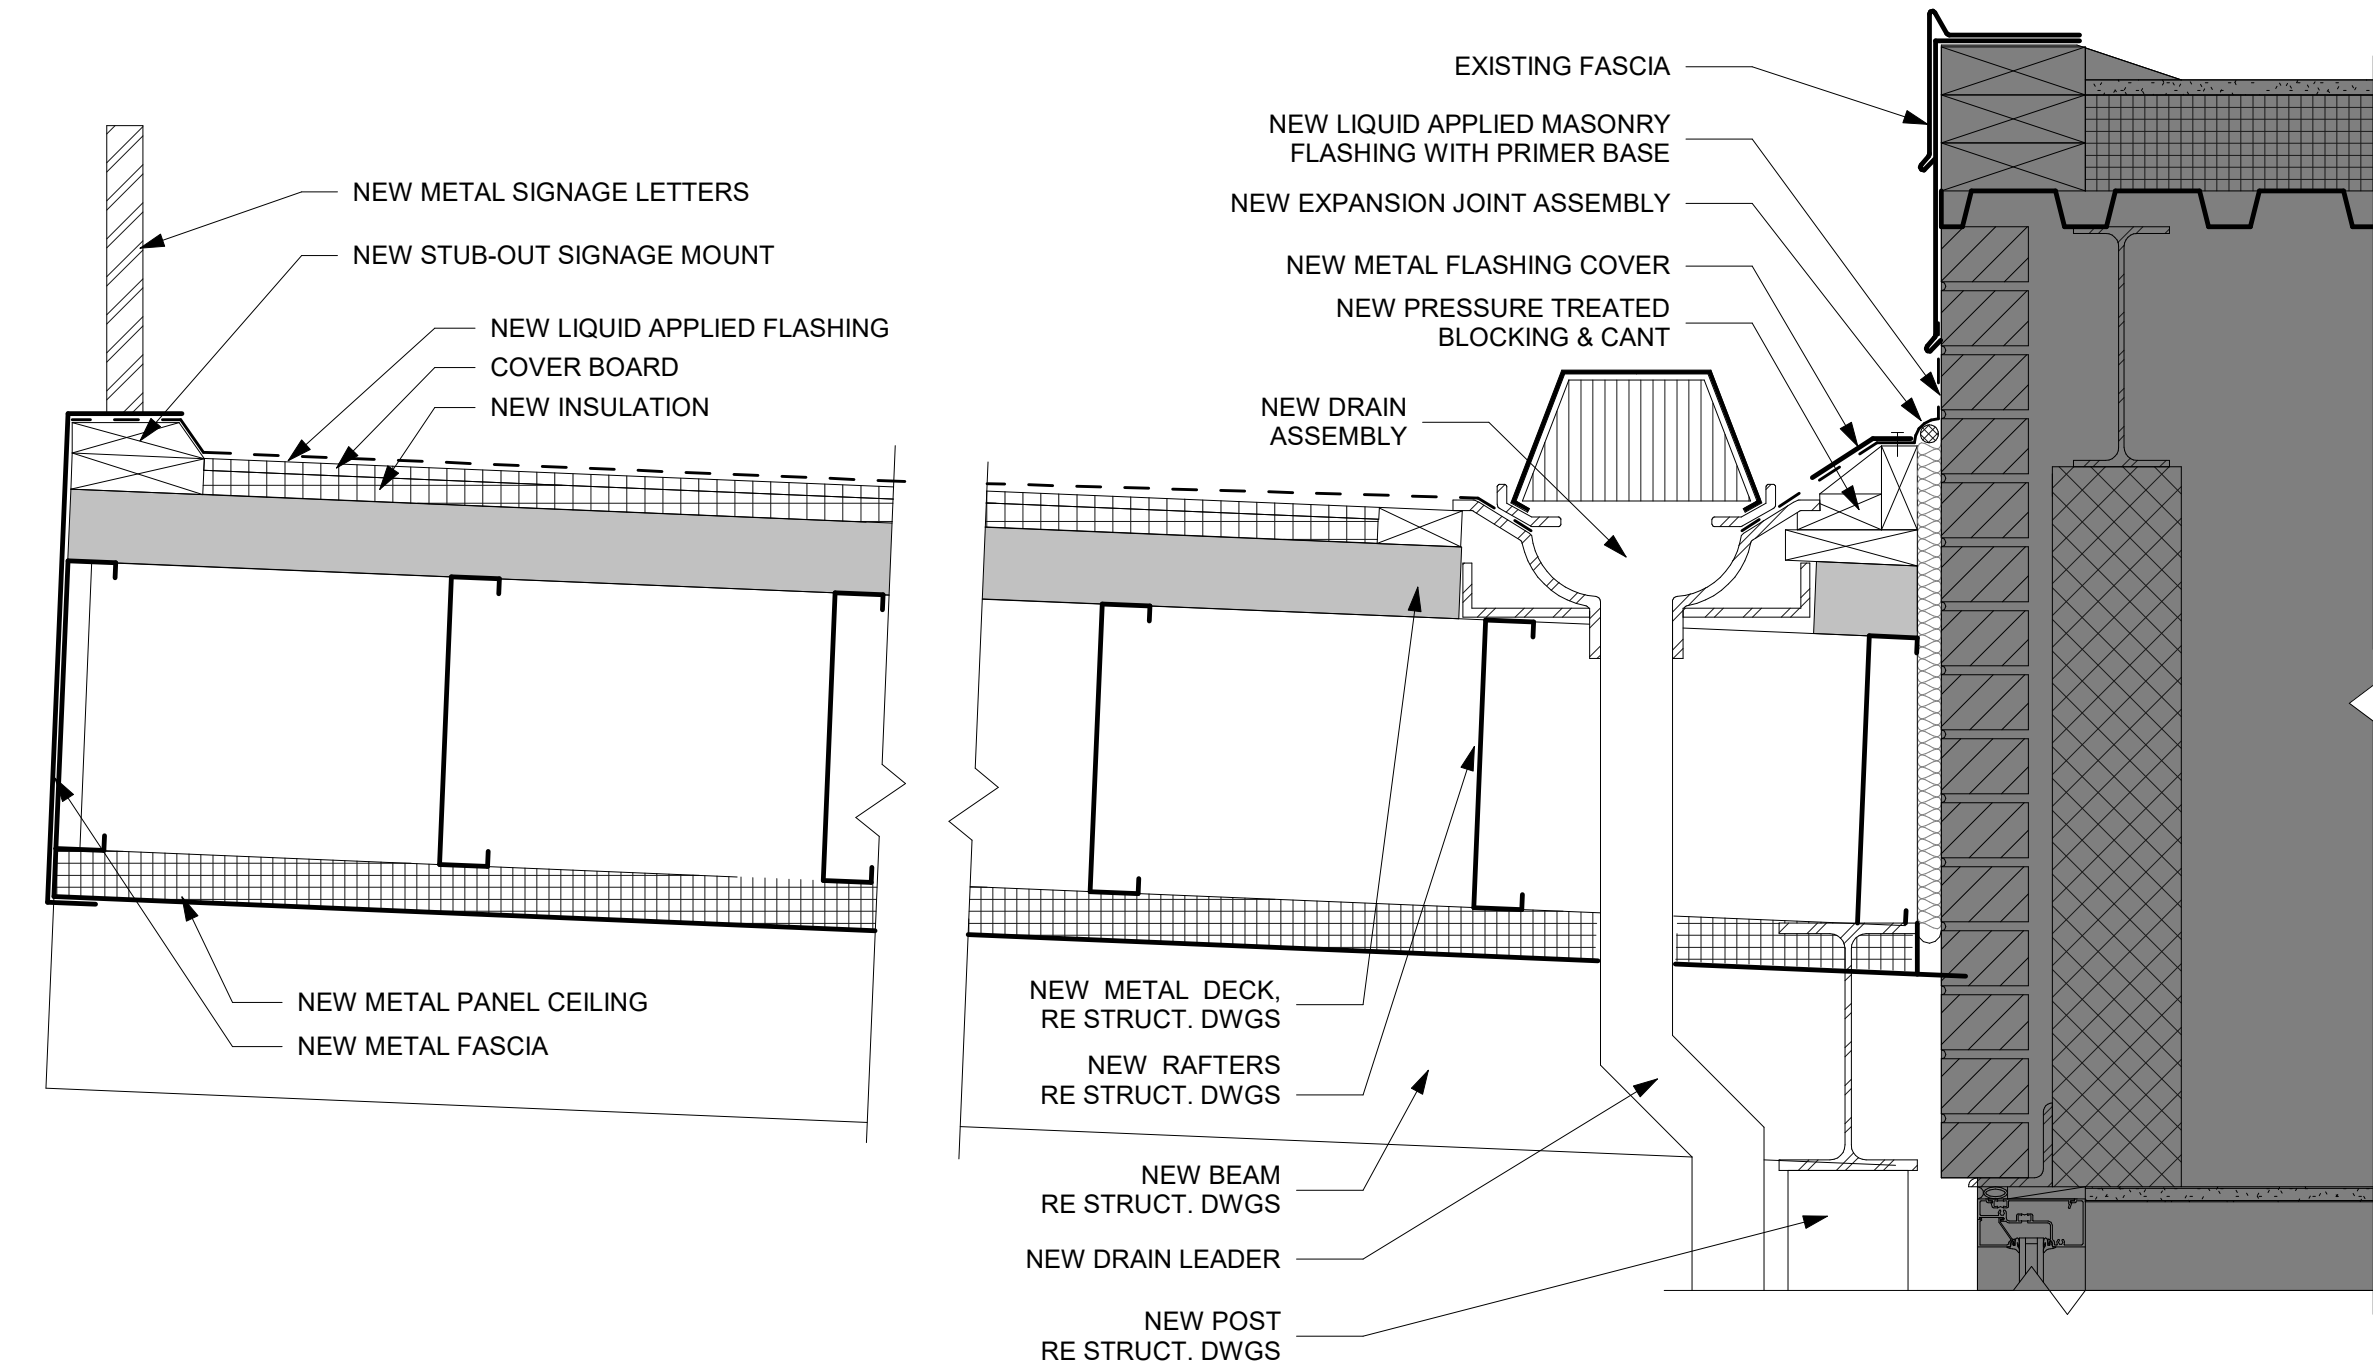 EXISTING FASCIA
NEW LIQUID APPLIED MASONRY
FLASHING WITH PRIMER BASE
NEW METAL SIGNAGE LETTERS
NEW EXPANSION JOINT ASSEMBLY
NEW STUB-OUT SIGNAGE MOUNT
NEW METAL FLASHING COVER
NEW PRESSURE TREATED
BLOCKING & CANT
NEW LIQUID APPLIED FLASHING
COVER BOARD
NEW INSULATION
NEW DRAIN
ASSEMBLY
NEW METAL PANEL CEILING
NEW METAL FASCIA
NEW METAL DECK,
RE STRUCT. DWGS
NEW RAFTERS
RE STRUCT. DWGS
NEW BEAM
RE STRUCT. DWGS
NEW DRAIN LEADER
NEW POST
RE STRUCT. DWGS